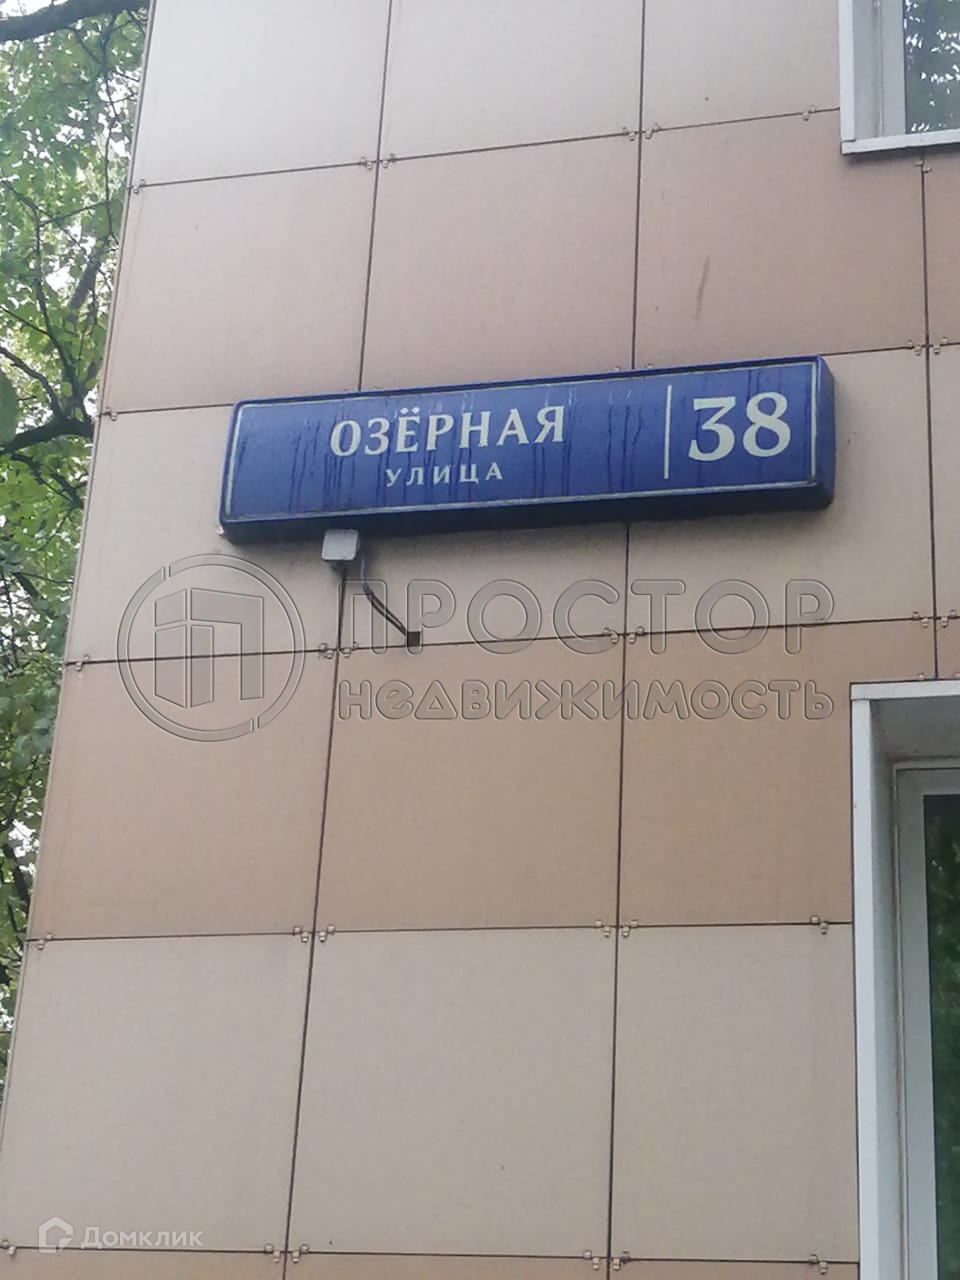 ОЗЁРНАЯ
УЛИЦА
38
ПРОСТОР
НЕДВИЖИМОСТЬ
Домклик